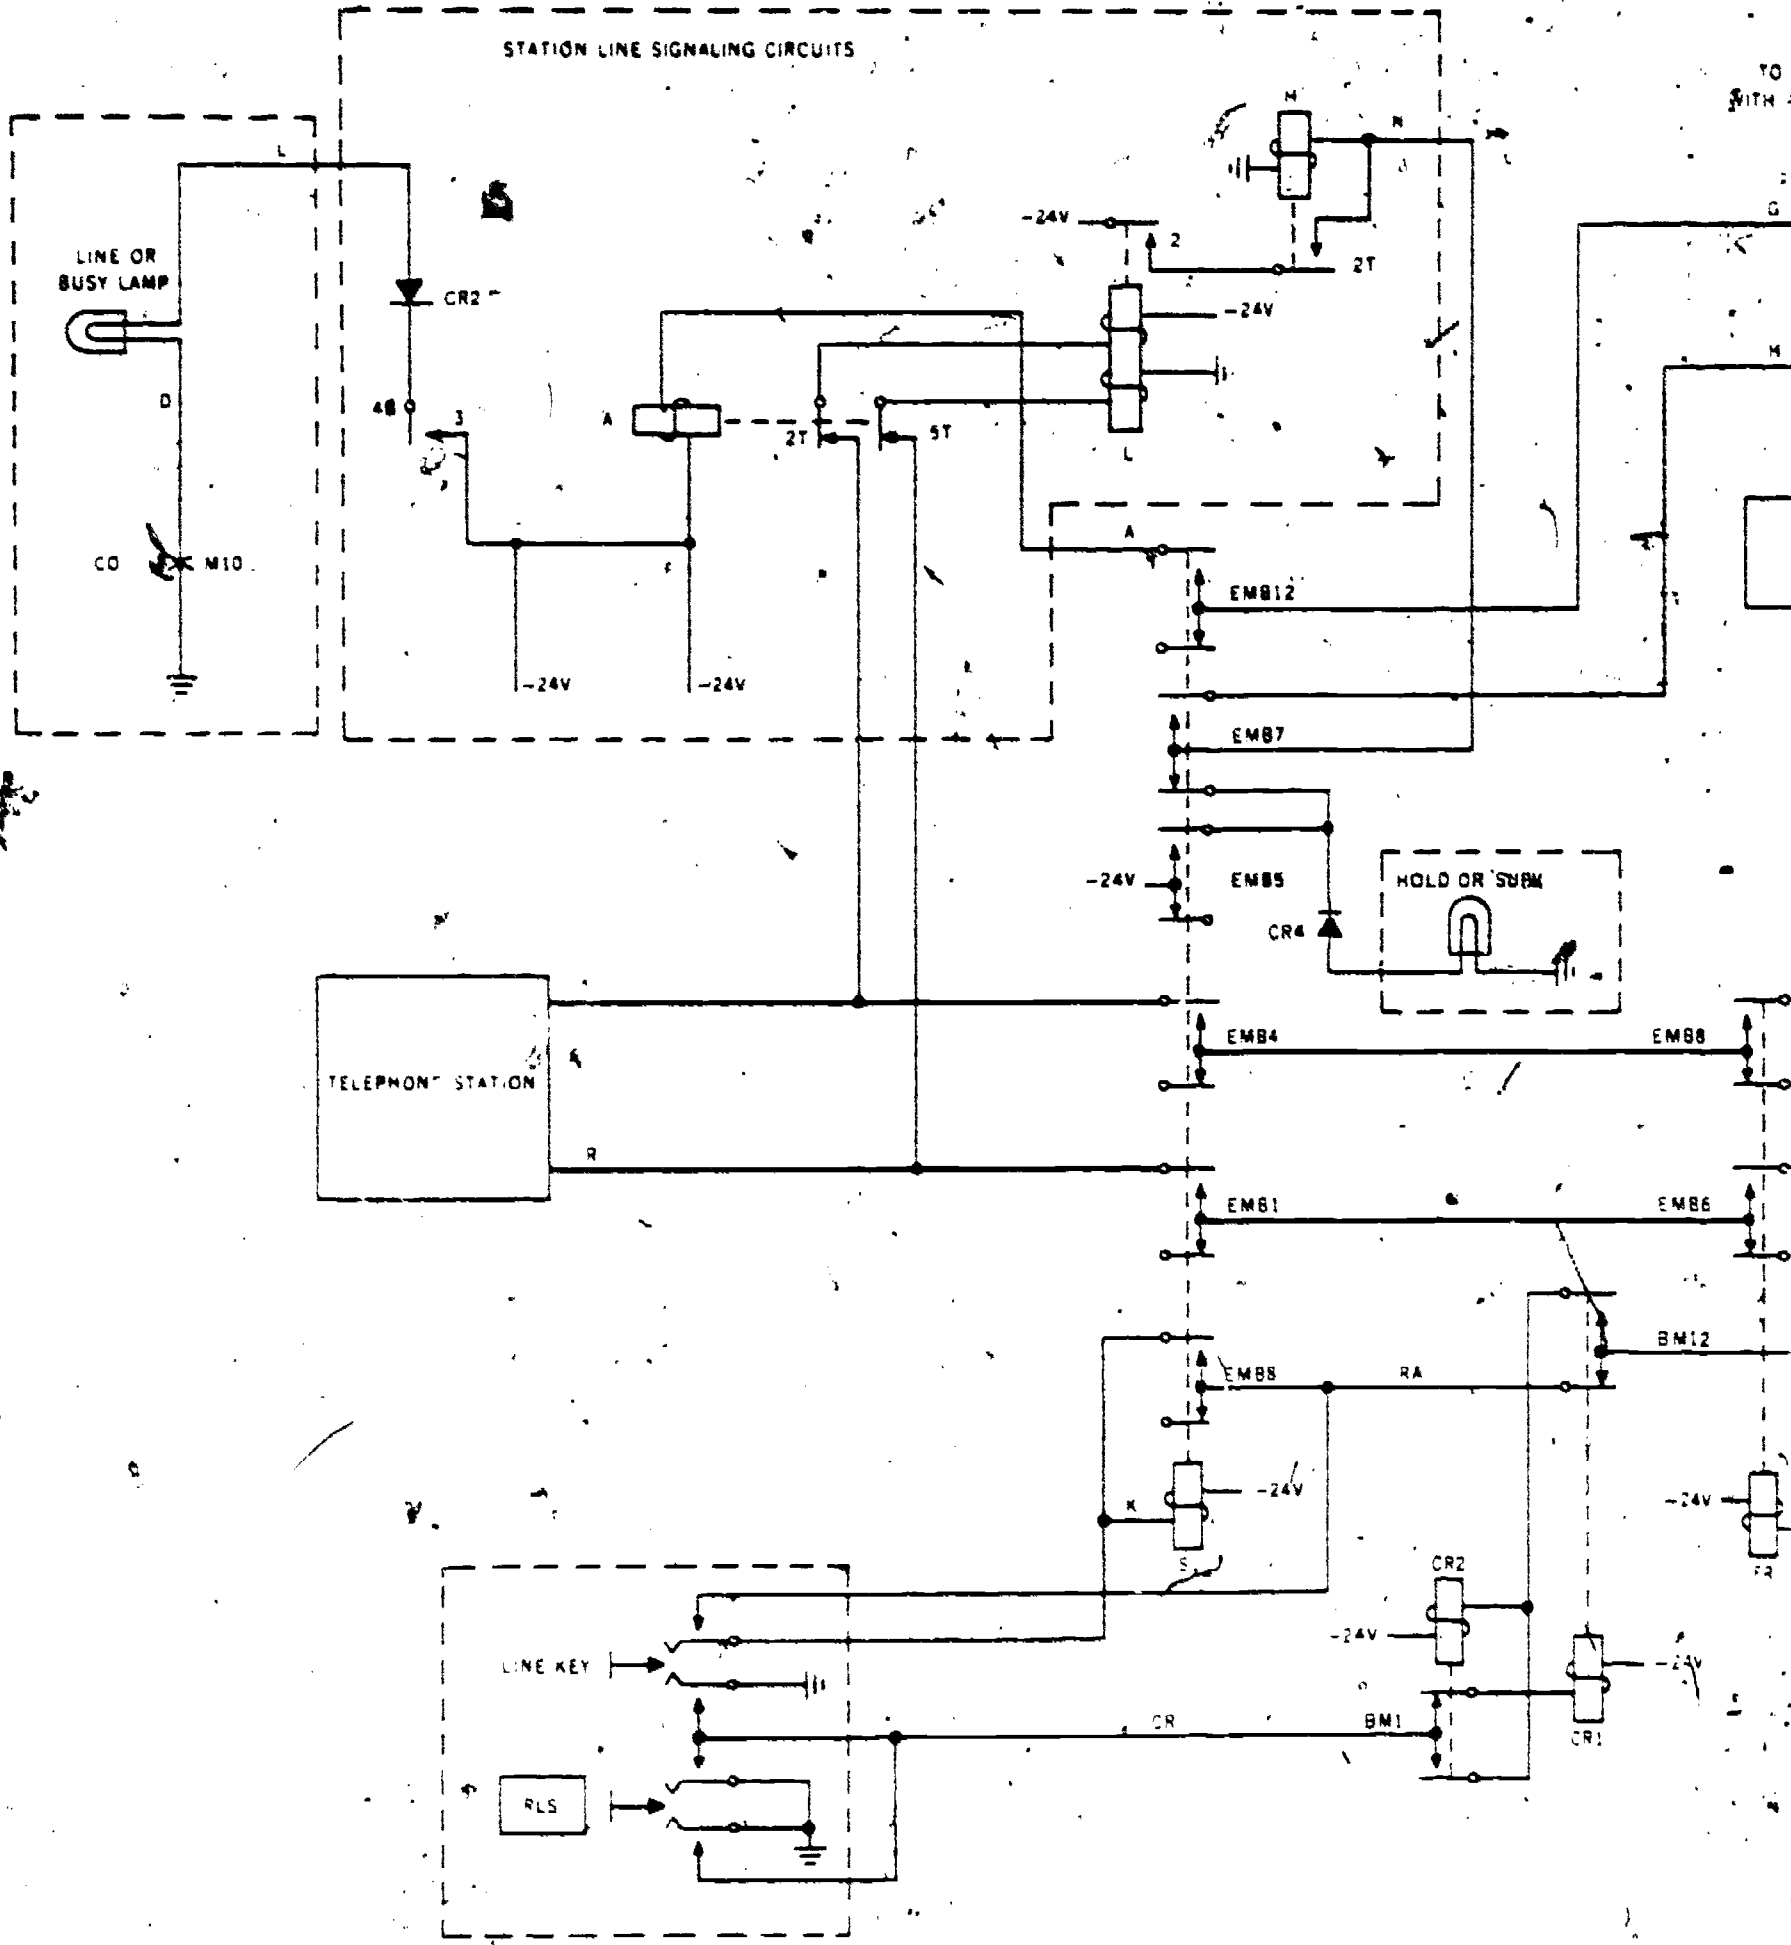 STATION LINE SIGNALING CIRCUITS
TO
WITH
H
N
L
-24V
2
G
2T
LINE OR
BUSY LAMP
CR2
-24V
H
D
4B
3
A
2T
5T
L
A
CO
M10
F
EMB12
-24V
-24V
EMB7
-24V
EMB5
HOLD OR
CR4
EMB4
EMB8
TELEPHONE STATION
R
EMB1
EMB6
BM12
EMB8
RA
-24V
K
-24V
S
CR2
LINE KEY
-24V
-24V
CR
BM1
CR1
RLS